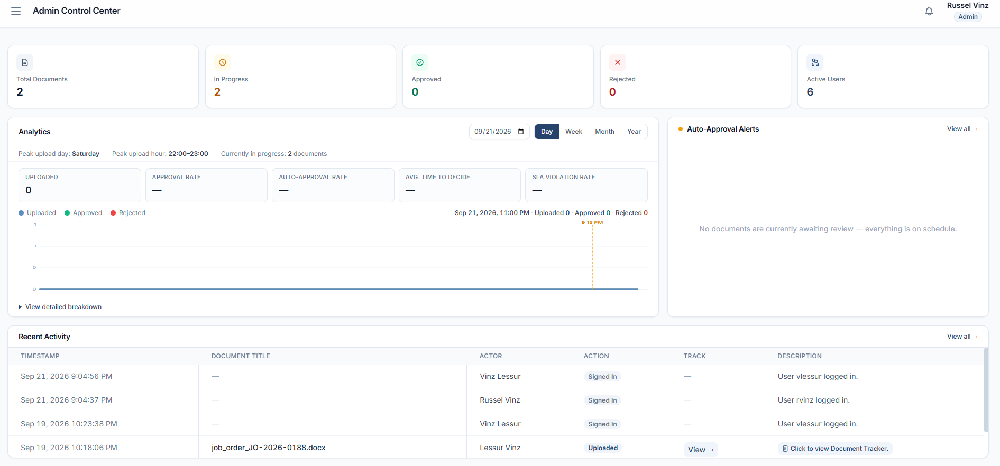 Admin Control Center
Russel Vinz
Admin
Total Documents
2
In Progress
2
Approved
0
Rejected
0
Active Users
6
Analytics
09/21/2026
Day Week Month Year
Peak upload day: Saturday Peak upload hour: 22:00–23:00 Currently in progress: 2 documents
UPLOADED
0
APPROVAL RATE
—
AUTO-APPROVAL RATE
—
AVG. TIME TO DECIDE
—
SLA VIOLATION RATE
—
Uploaded Approved Rejected
Sep 21, 2026, 11:00 PM · Uploaded 0 · Approved 0 · Rejected 0
9:15 PM
1
1
0
0
View detailed breakdown
Auto-Approval Alerts
View all →
No documents are currently awaiting review — everything is on schedule.
Recent Activity
View all →
TIMESTAMP DOCUMENT TITLE ACTOR ACTION TRACK DESCRIPTION
Sep 21, 2026 9:04:56 PM — Vinz Lessur Signed In — User vlessur logged in.
Sep 21, 2026 9:04:37 PM — Russel Vinz Signed In — User rvinz logged in.
Sep 19, 2026 10:23:38 PM — Vinz Lessur Signed In — User vlessur logged in.
Sep 19, 2026 10:18:06 PM job_order_JO-2026-0188.docx Lessur Vinz Uploaded View → Click to view Document Tracker.